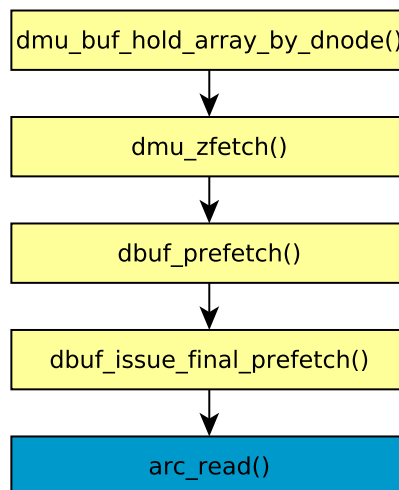 dmu_buf_hold_array_by_dnode()
dmu_zfetch()
dbuf_prefetch()
dbuf_issue_final_prefetch()
arc_read()